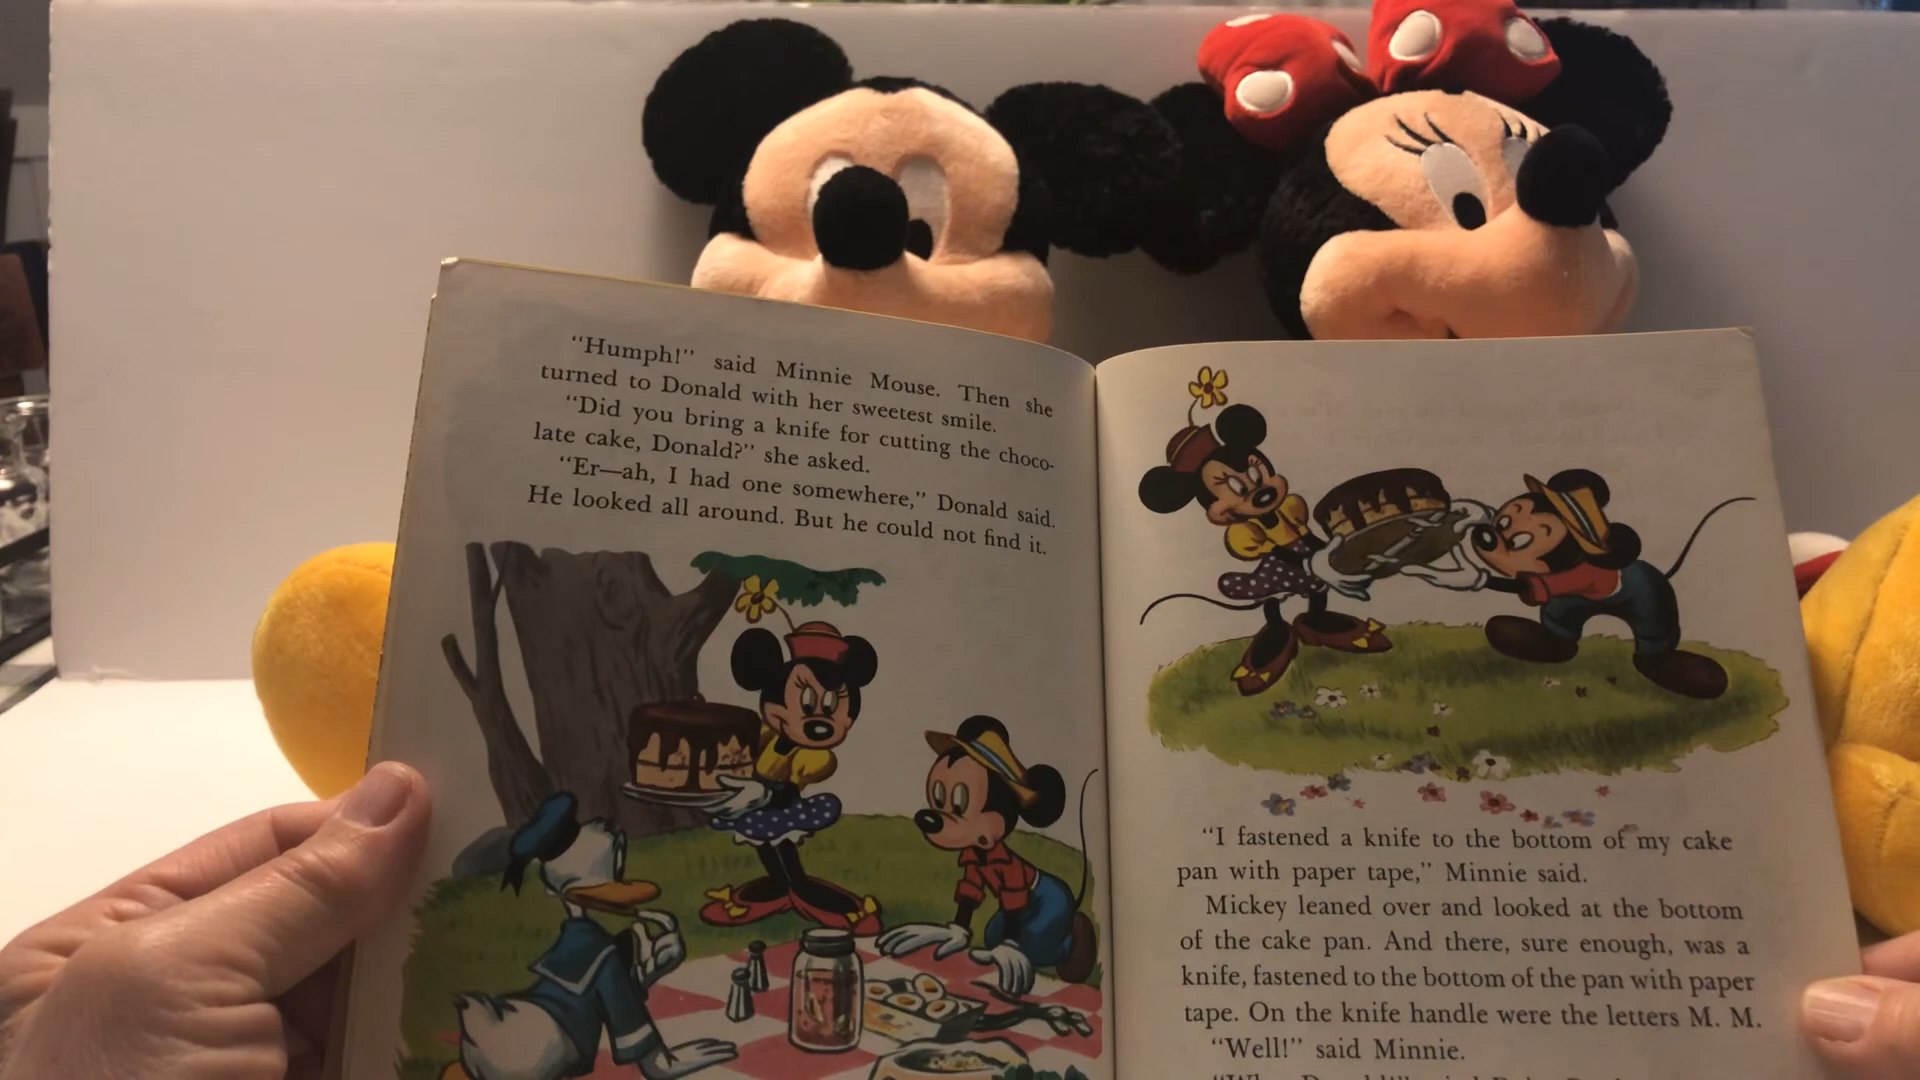 “Humph!” said Minnie Mouse. Then she
turned to Donald with her sweetest smile.
“Did you bring a knife for cutting the choco-
late cake, Donald?” she asked.
“Er—ah, I had one somewhere,” Donald said.
He looked all around. But he could not find it.
“I fastened a knife to the bottom of my cake
pan with paper tape,” Minnie said.
Mickey leaned over and looked at the bottom
of the cake pan. And there, sure enough, was a
knife, fastened to the bottom of the pan with paper
tape. On the knife handle were the letters M. M.
“Well!” said Minnie.